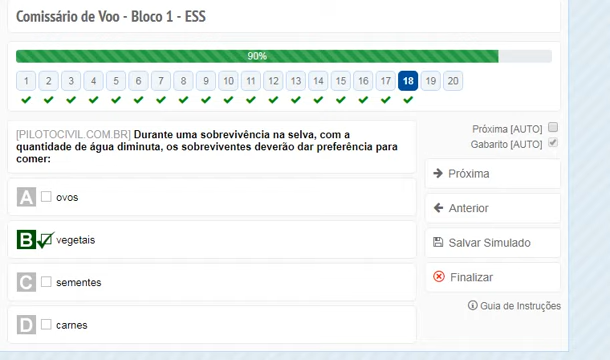 Comissário de Voo - Bloco 1 - ESS
90%
1 2 3 4 5 6 7 8 9 10 11 12 13 14 15 16 17 18 19 20
[PILOTOCIVIL.COM.BR] Durante uma sobrevivência na selva, com a
quantidade de água diminuta, os sobreviventes deverão dar preferência para
comer:
A ovos
B vegetais
C sementes
D carnes
Próxima [AUTO]
Gabarito [AUTO]
Próxima
Anterior
Salvar Simulado
Finalizar
Guia de Instruções